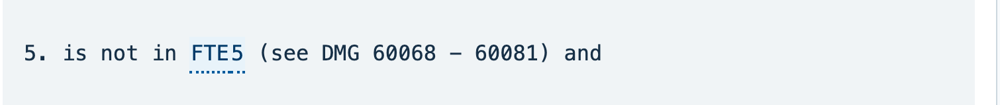 5. is not in FTE5 (see DMG 60068 – 60081) and